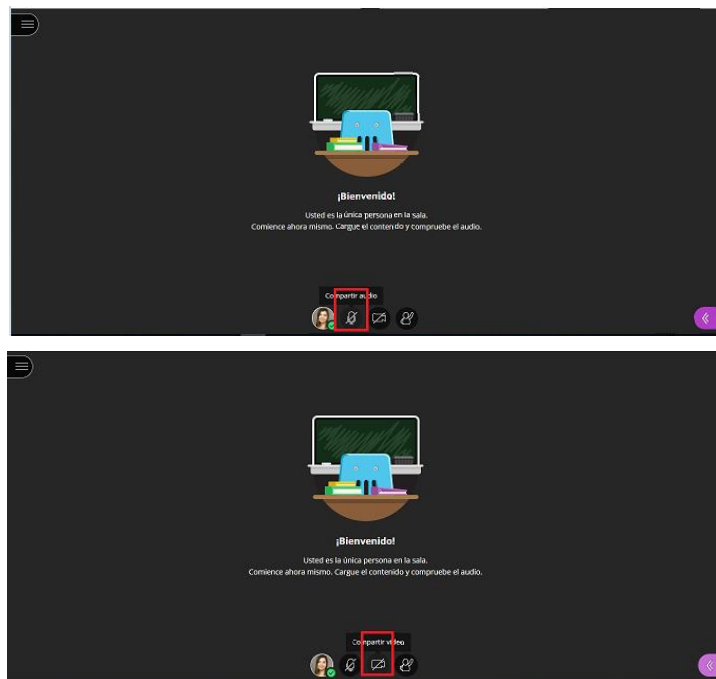 ¡Bienvenido!
Usted es la única persona en la sala.
Comience ahora mismo. Cargue el contenido y compruebe el audio.
Compartir audio
¡Bienvenido!
Usted es la única persona en la sala.
Comience ahora mismo. Cargue el contenido y compruebe el audio.
Compartir vídeo